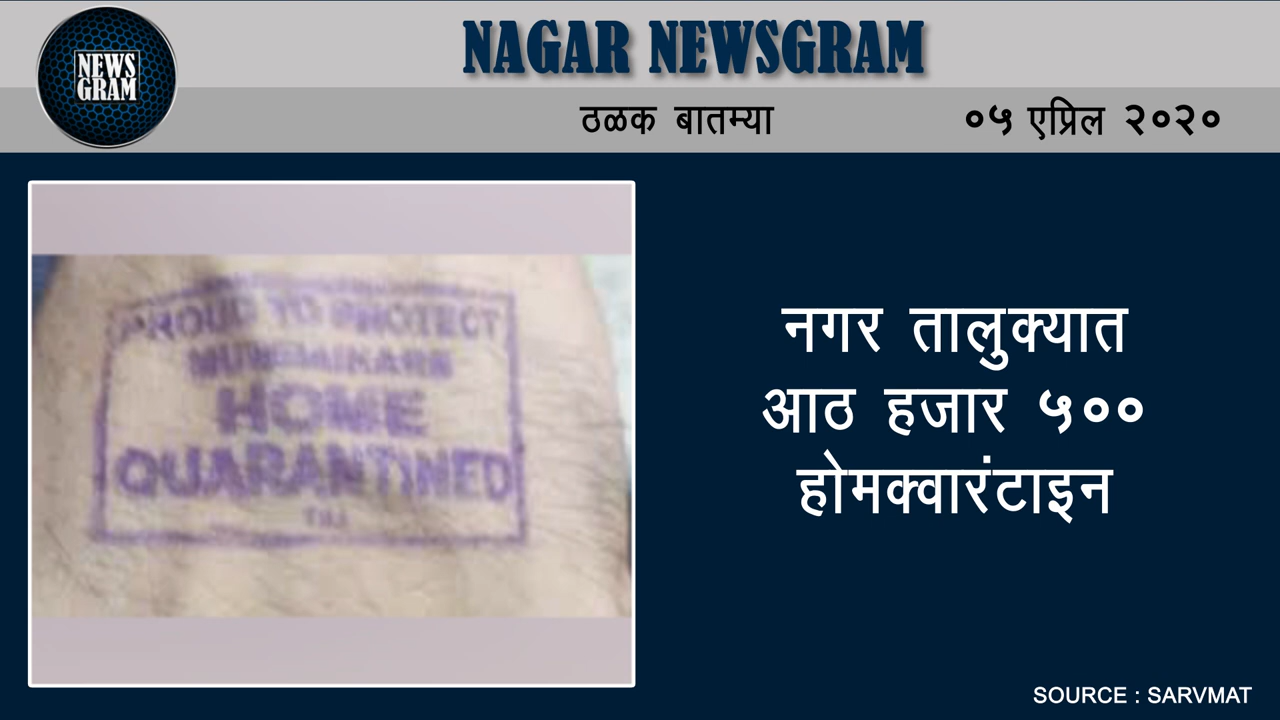 NEWS
GRAM
NAGAR NEWSGRAM
ठळक बातम्या
०५ एप्रिल २०२०
PROUD TO PROTECT
MUMBAIKARS
HOME
QUARANTINED
TILL
नगर तालुक्यात
आठ हजार ५००
होमक्वारंटाइन
SOURCE : SARVMAT